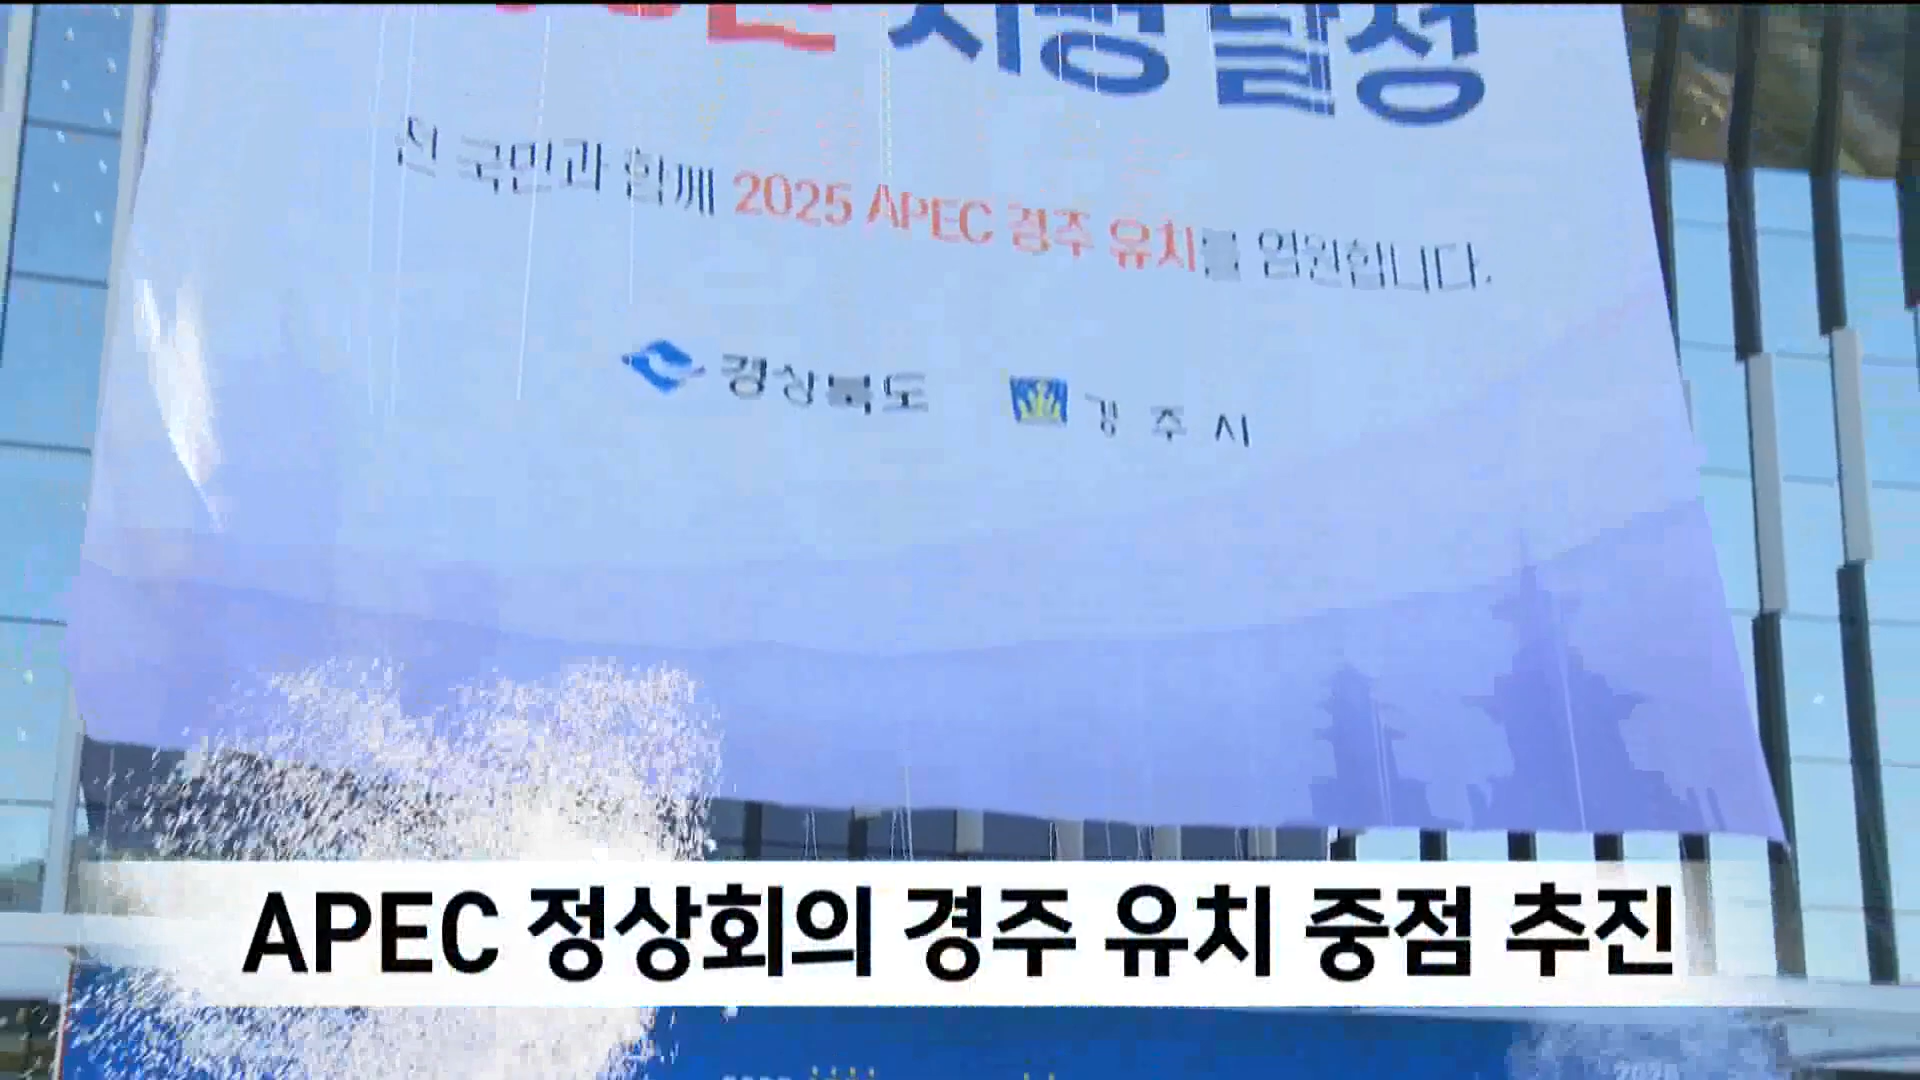 서명 달성
전 국민과 함께 2025 APEC 경주 유치를 염원합니다.
경상북도 경주시
APEC 정상회의 경주 유치 중점 추진